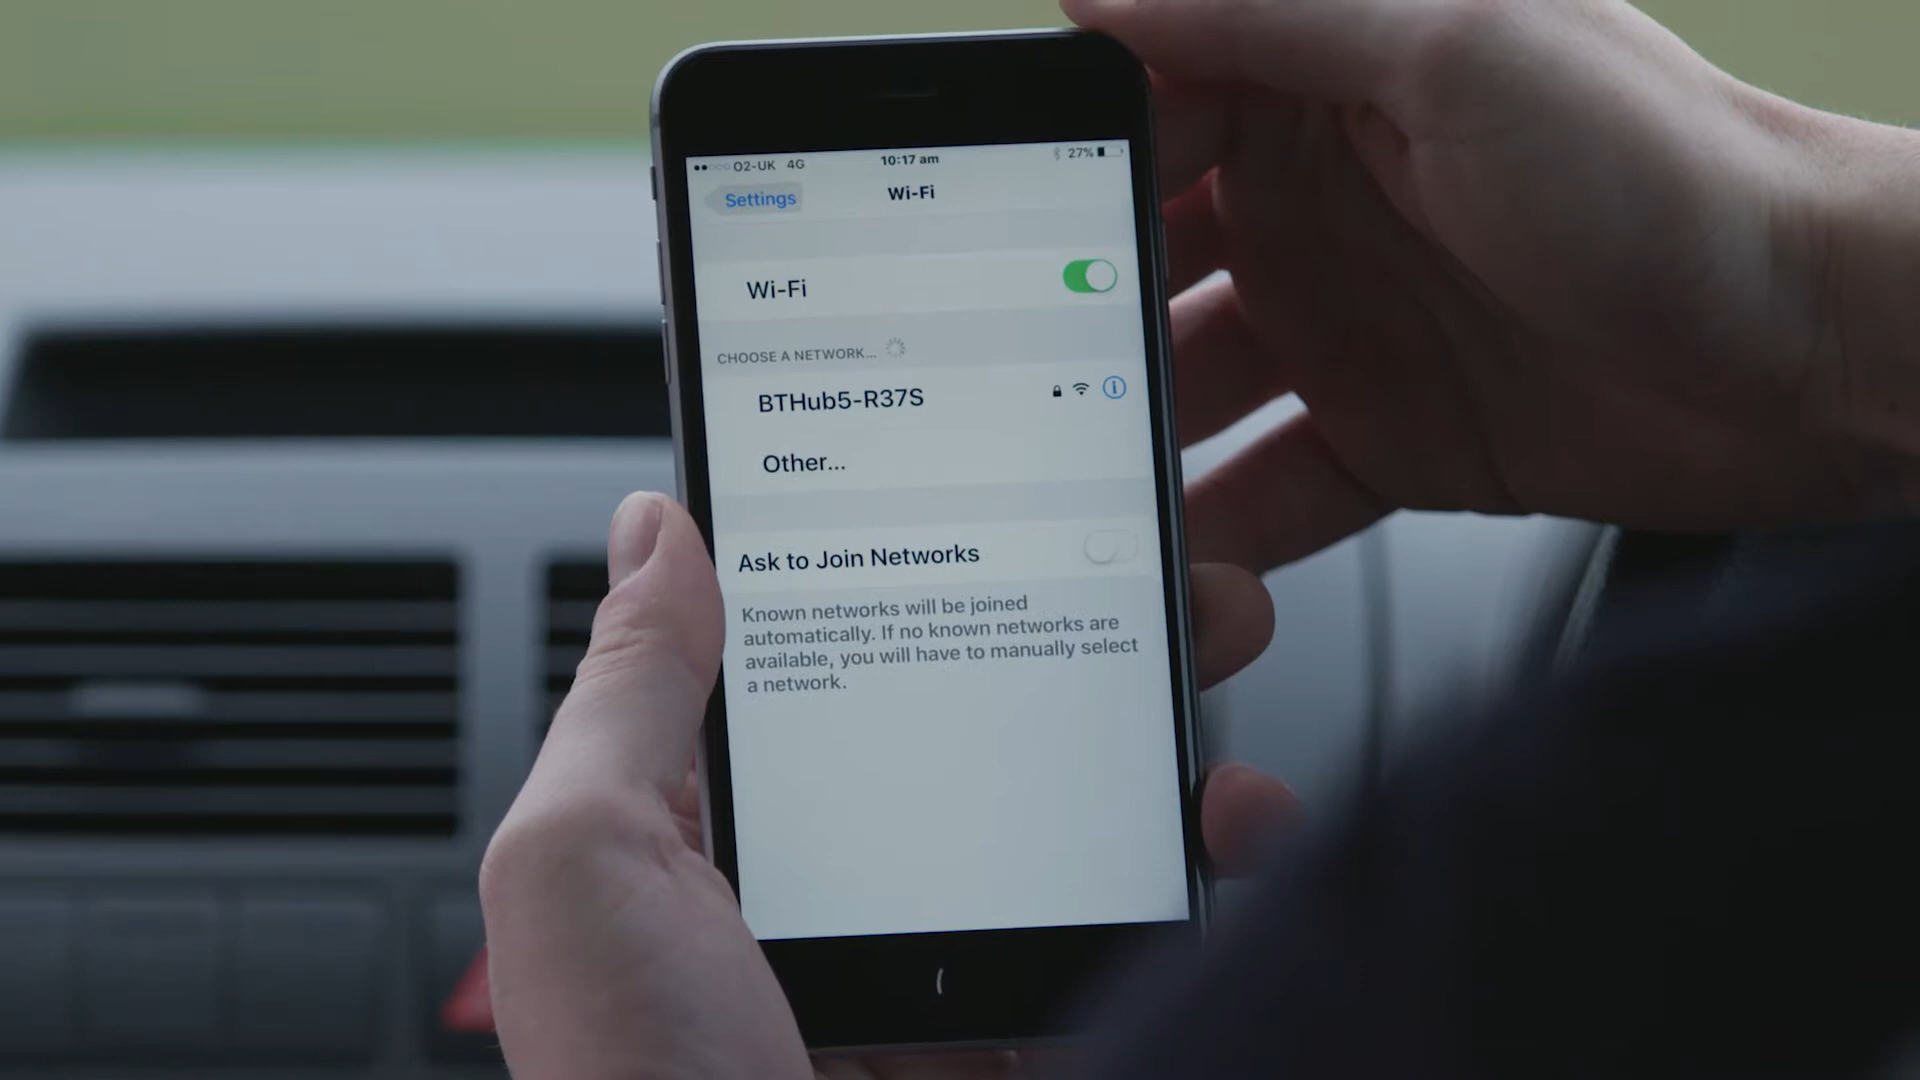 O2-UK 4G 10:17 am 27%
Settings Wi-Fi
Wi-Fi
CHOOSE A NETWORK...
BTHub5-R37S
Other...
Ask to Join Networks
Known networks will be joined
automatically. If no known networks are
available, you will have to manually select
a network.